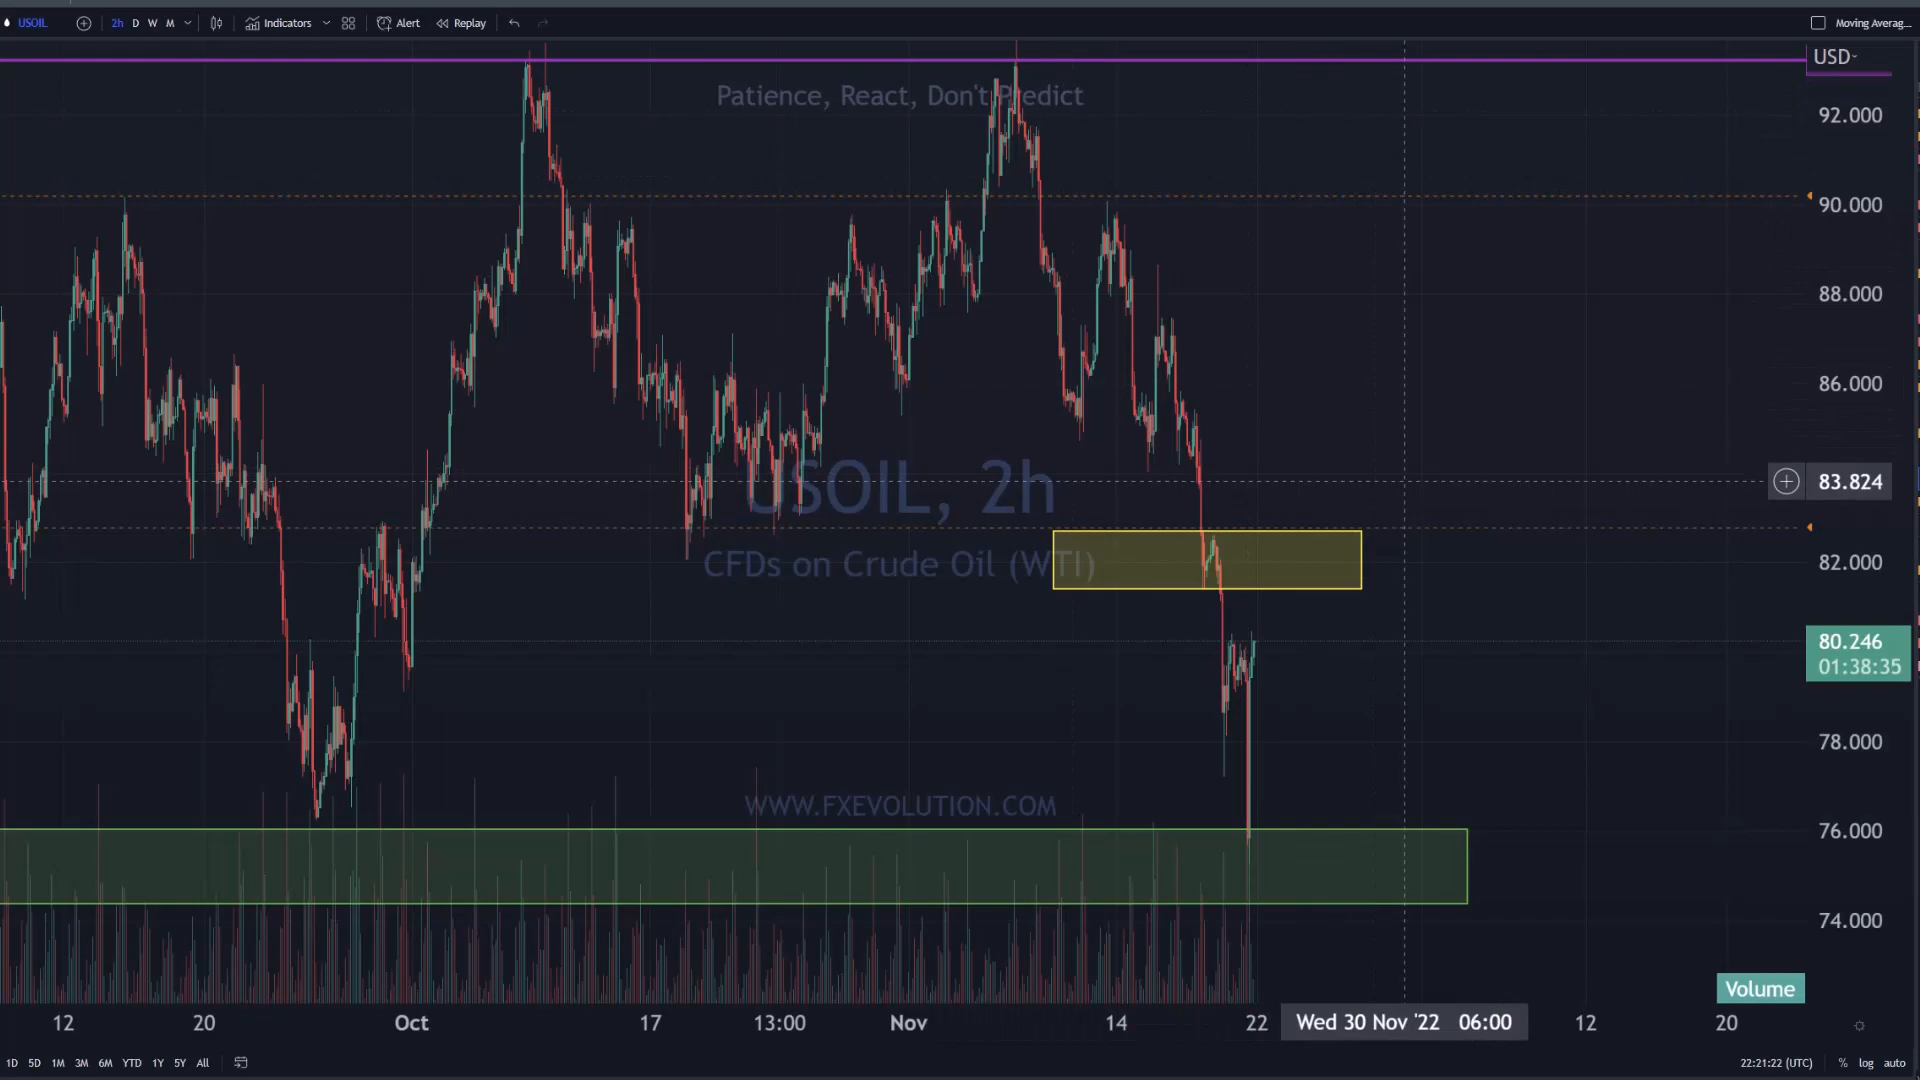 USOIL 2h D W M Indicators Alert Replay Moving Averag...
USD
Patience, React, Don't Predict
92.000
90.000
88.000
86.000
83.824
USOIL, 2h
CFDs on Crude Oil (WTI)
82.000
80.246
01:38:35
78.000
WWW.FXEVOLUTION.COM
76.000
74.000
Volume
12 20 Oct 17 13:00 Nov 14 22 Wed 30 Nov '22 06:00 12 20
1D 5D 1M 3M 6M YTD 1Y 5Y All 22:21:22 (UTC) % log auto